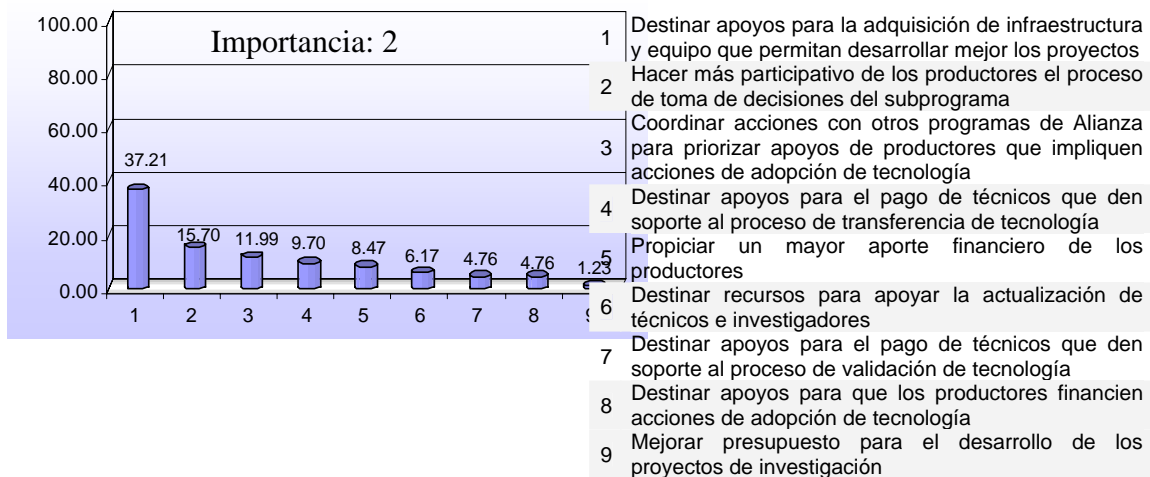 100.00
80.00
60.00
40.00
20.00
0.00
Importancia: 2
37.21
15.70
11.99
9.70
8.47
6.17
4.76
4.76
1.23
1
2
3
4
5
6
7
8
9
1 Destinar apoyos para la adquisición de infraestructura
y equipo que permitan desarrollar mejor los proyectos
2 Hacer más participativo de los productores el proceso
de toma de decisiones del subprograma
3 Coordinar acciones con otros programas de Alianza
para priorizar apoyos de productores que impliquen
acciones de adopción de tecnología
4 Destinar apoyos para el pago de técnicos que den
soporte al proceso de transferencia de tecnología
5 Propiciar un mayor aporte financiero de los
productores
6 Destinar recursos para apoyar la actualización de
técnicos e investigadores
7 Destinar apoyos para el pago de técnicos que den
soporte al proceso de validación de tecnología
8 Destinar apoyos para que los productores financien
acciones de adopción de tecnología
9 Mejorar presupuesto para el desarrollo de los
proyectos de investigación